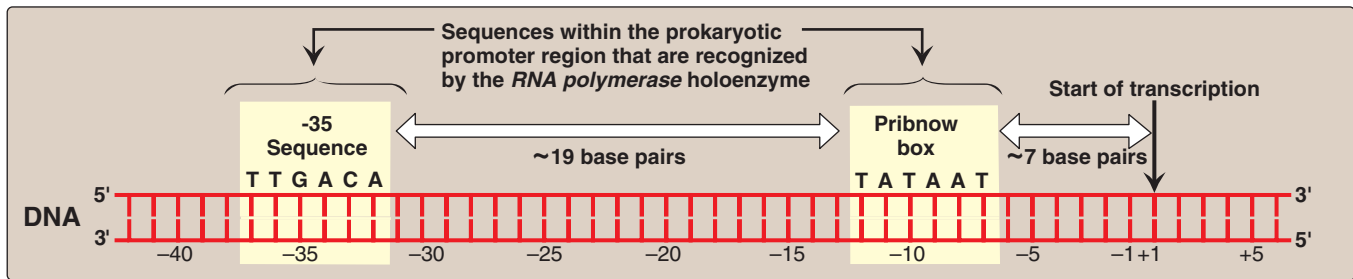 Sequences within the prokaryotic
promoter region that are recognized
by the RNA polymerase holoenzyme
Start of transcription
-35
Sequence
Pribnow
box
~19 base pairs
~7 base pairs
T T G A C A
T A T A A T
5' 3'
DNA
3' 5'
–40 –35 –30 –25 –20 –15 –10 –5 –1 +1 +5